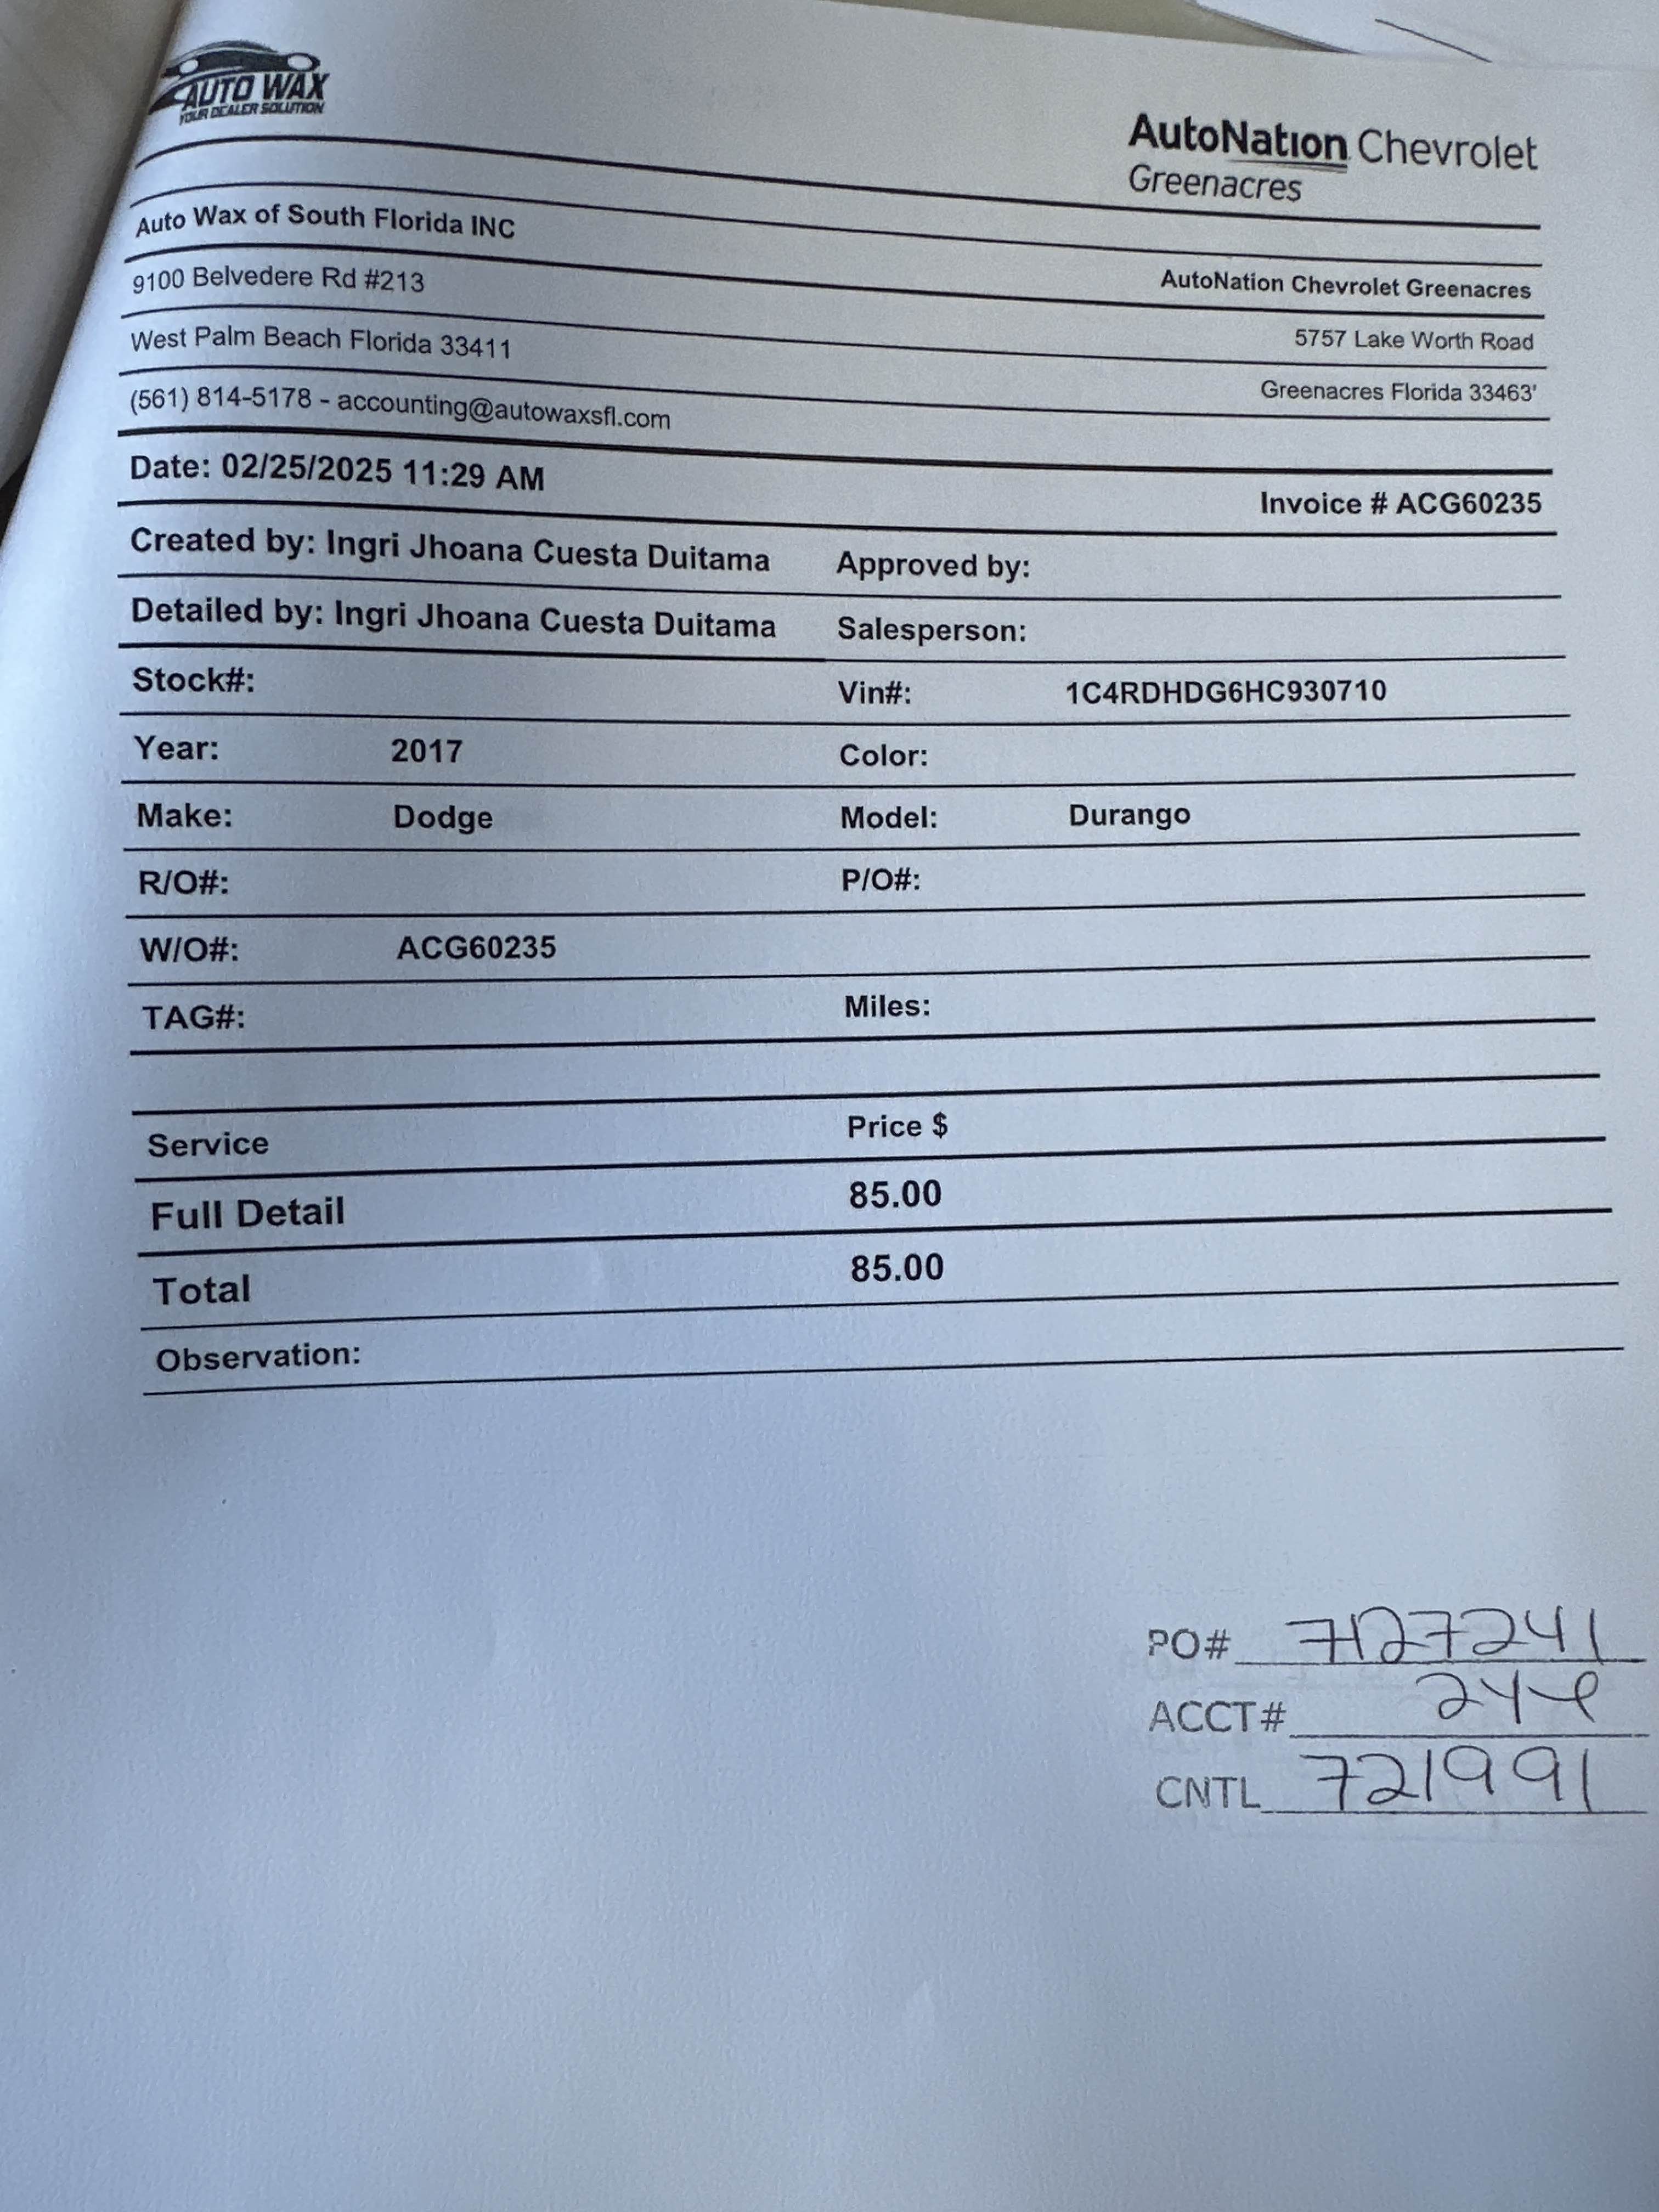 AUTO WAX
YOUR DEALER SOLUTION
AutoNation Chevrolet
Greenacres
Auto Wax of South Florida INC
AutoNation Chevrolet Greenacres
9100 Belvedere Rd #213
5757 Lake Worth Road
West Palm Beach Florida 33411
Greenacres Florida 33463'
(561) 814-5178 - accounting@autowaxsfl.com
Date: 02/25/2025 11:29 AM
Invoice # ACG60235
Created by: Ingri Jhoana Cuesta Duitama Approved by:
Detailed by: Ingri Jhoana Cuesta Duitama Salesperson:
Stock#: Vin#: 1C4RDHDG6HC930710
Year: 2017 Color:
Make: Dodge Model: Durango
R/O#: P/O#:
W/O#: ACG60235
TAG#: Miles:
Service Price $
Full Detail 85.00
Total 85.00
Observation:
PO# 7127241
ACCT#
CNTL 721991